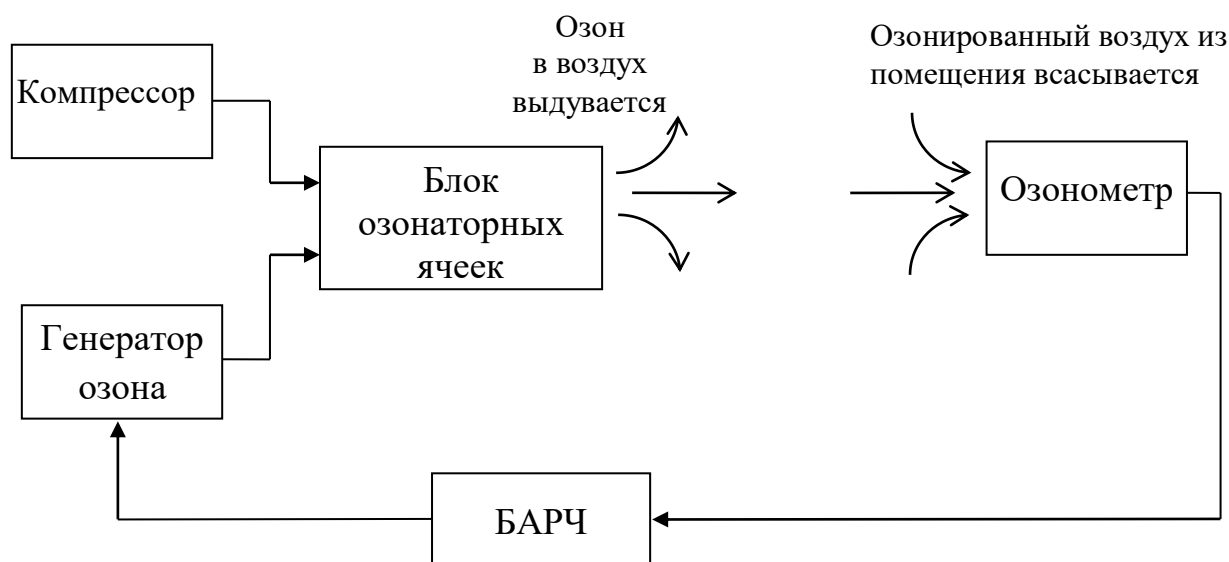 Озон
в воздух
выдувается
Озонированный воздух из
помещения всасывается
Компрессор
Блок
озонаторных
ячеек
Озонометр
Генератор
озона
БАРЧ